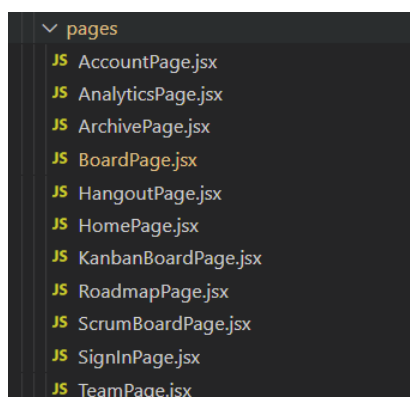 pages
JS AccountPage.jsx
JS AnalyticsPage.jsx
JS ArchivePage.jsx
JS BoardPage.jsx
JS HangoutPage.jsx
JS HomePage.jsx
JS KanbanBoardPage.jsx
JS RoadmapPage.jsx
JS ScrumBoardPage.jsx
JS SignInPage.jsx
JS TeamPage.jsx